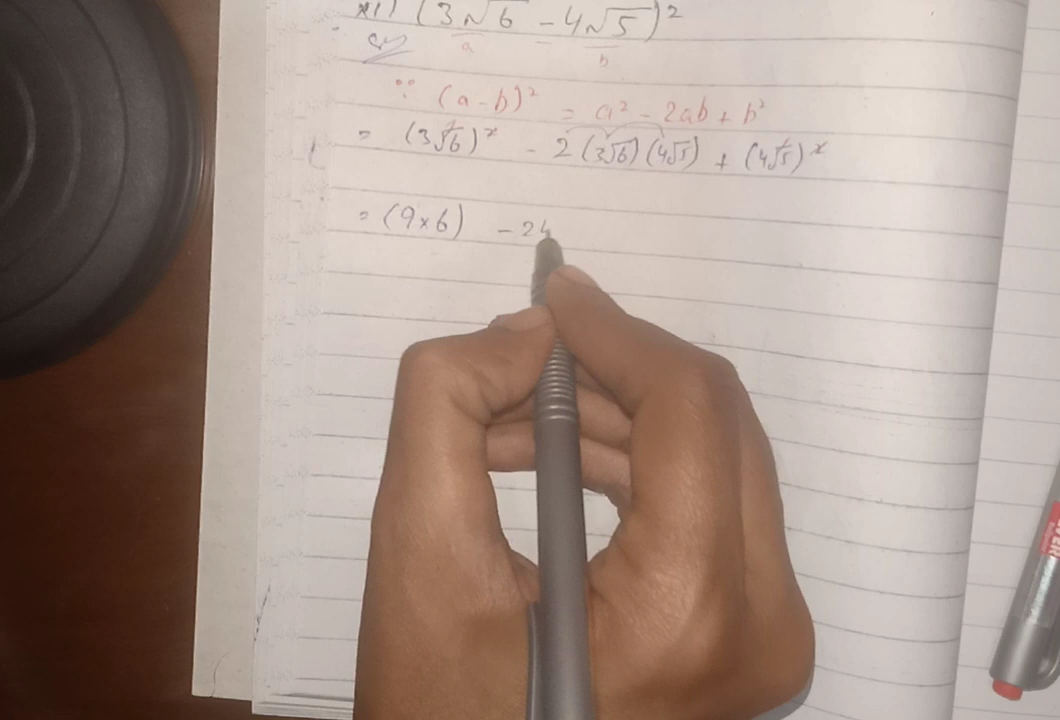 xi) (3√6 - 4√5)²
a b
∵ (a-b)² = a² - 2ab + b²
= (3√6)² - 2(3√6)(4√5) + (4√5)²
= (9×6) - 24